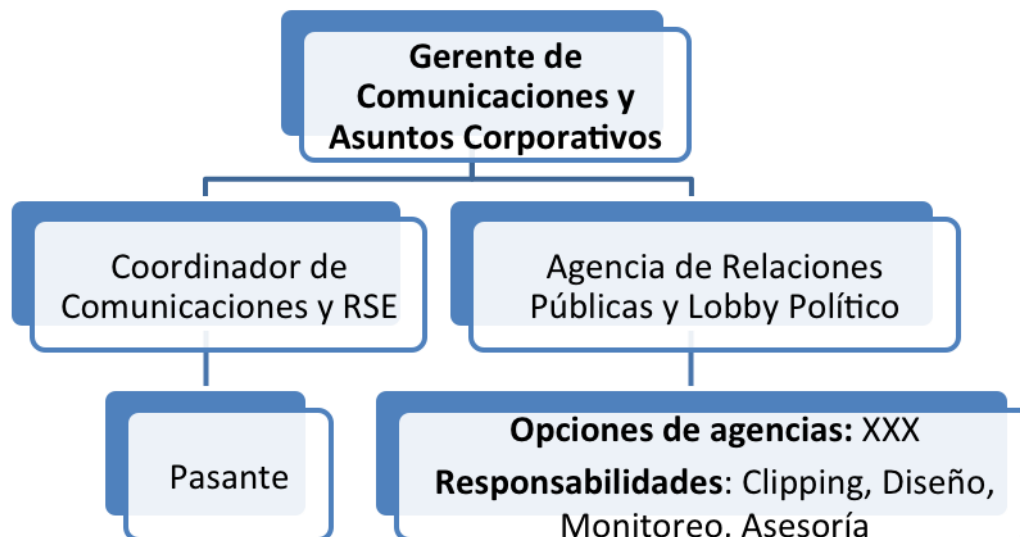 Gerente de
Comunicaciones y
Asuntos Corporativos
Coordinador de
Comunicaciones y RSE
Agencia de Relaciones
Públicas y Lobby Político
Pasante
Opciones de agencias: XXX
Responsabilidades: Clipping, Diseño,
Monitoreo, Asesoría